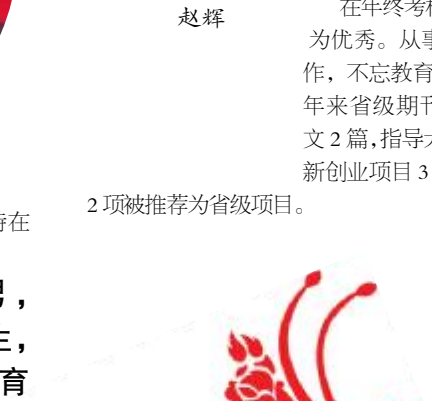 赵辉
在年终考
为优秀。从事
作，不忘教育
年来省级期刊
文 2 篇，指导
新创业项目 3
2 项被推荐为省级项目。
在
，
，
育